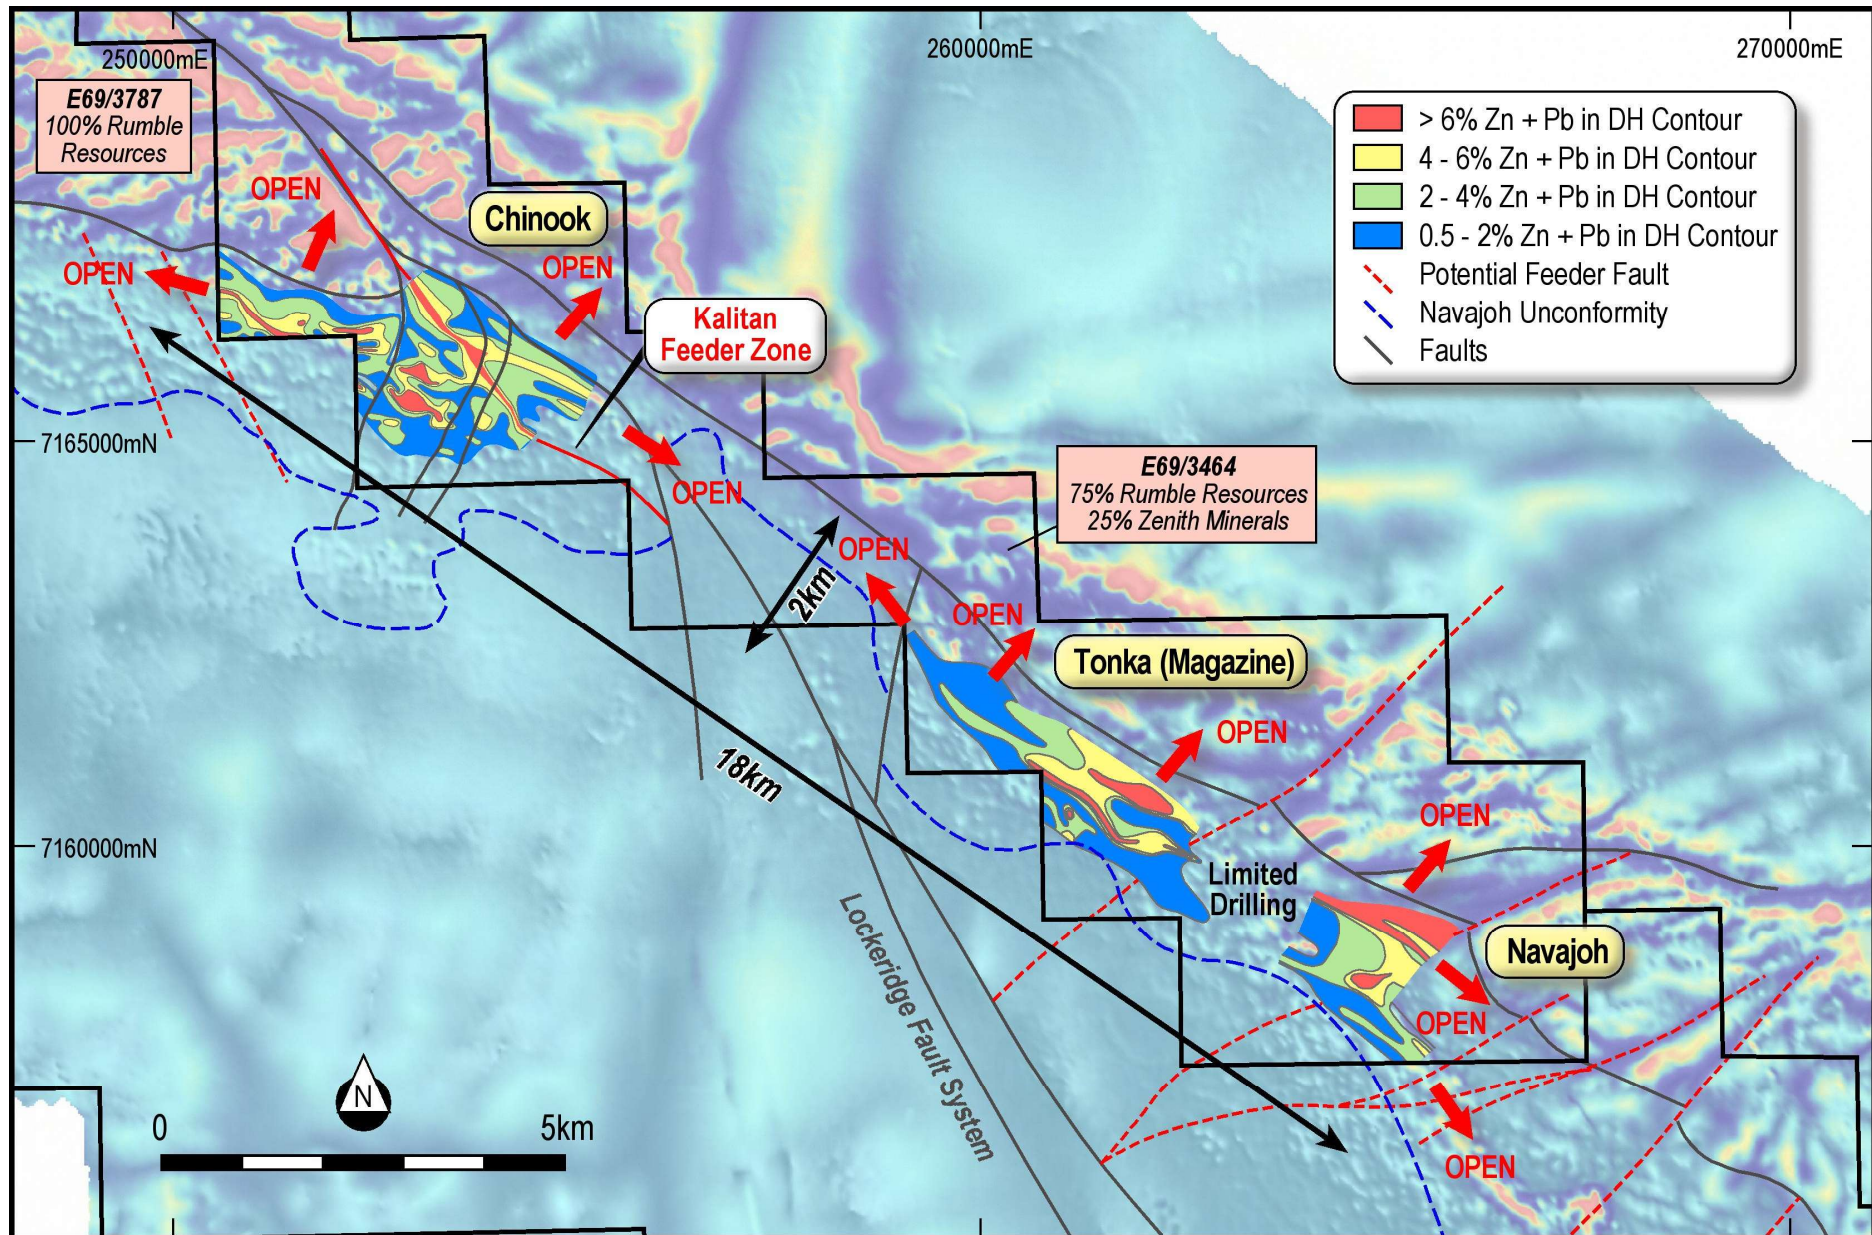 250000mE
260000mE
270000mE
E69/3787
100% Rumble
Resources
> 6% Zn + Pb in DH Contour
4 - 6% Zn + Pb in DH Contour
2 - 4% Zn + Pb in DH Contour
0.5 - 2% Zn + Pb in DH Contour
Potential Feeder Fault
Navajoh Unconformity
Faults
OPEN
Chinook
OPEN
OPEN
Kalitan
Feeder Zone
7165000mN
OPEN
E69/3464
75% Rumble Resources
25% Zenith Minerals
OPEN
2km
OPEN
Tonka (Magazine)
OPEN
18km
OPEN
7160000mN
Limited
Drilling
Navajoh
Lockeridge Fault System
OPEN
N
0
5km
OPEN